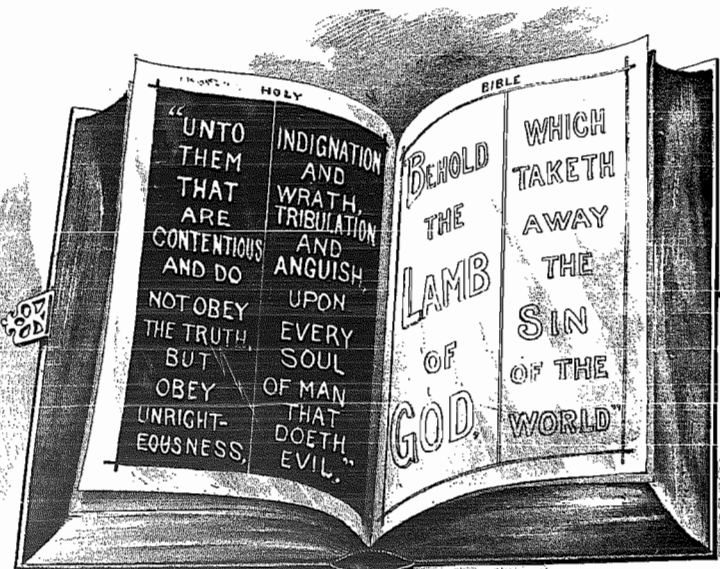 HOLY
"UNTO
THEM
THAT
ARE
CONTENTIOUS
AND DO
NOT OBEY
THE TRUTH,
BUT
OBEY
UNRIGHT-
EOUSNESS,
INDIGNATION
AND
WRATH,
TRIBULATION
AND
ANGUISH,
UPON
EVERY
SOUL
OF MAN
THAT
DOETH
EVIL."
BIBLE
BEHOLD
THE
LAMB
OF
GOD,
WHICH
TAKETH
AWAY
THE
SIN
OF THE
WORLD"